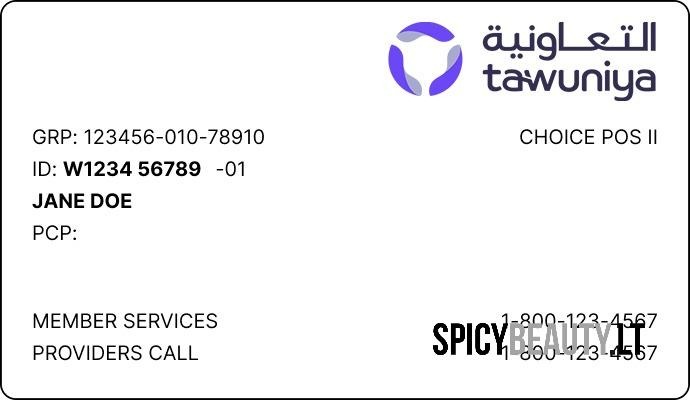 التعاونية
tawuniya
GRP: 123456-010-78910
CHOICE POS II
ID: W1234 56789 -01
JANE DOE
PCP:
MEMBER SERVICES 1-800-123-4567
PROVIDERS CALL 1-800-123-4567
SPICYBEAUTY.IT